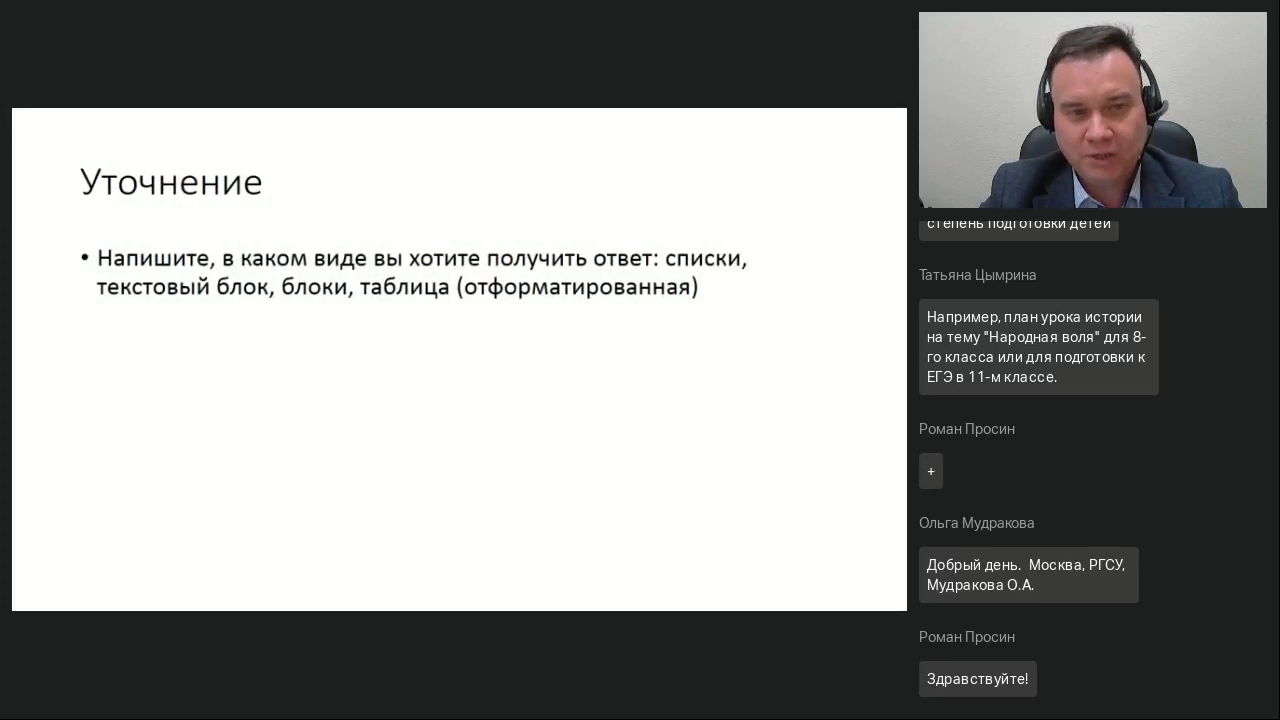 Уточнение
• Напишите, в каком виде вы хотите получить ответ: списки,
текстовый блок, блоки, таблица (отформатированная)
степень подготовки детей
Татьяна Цымрина
Например, план урока истории
на тему "Народная воля" для 8-
го класса или для подготовки к
ЕГЭ в 11-м классе.
Роман Просин
+
Ольга Мудракова
Добрый день.  Москва, РГСУ,
Мудракова О.А.
Роман Просин
Здравствуйте!